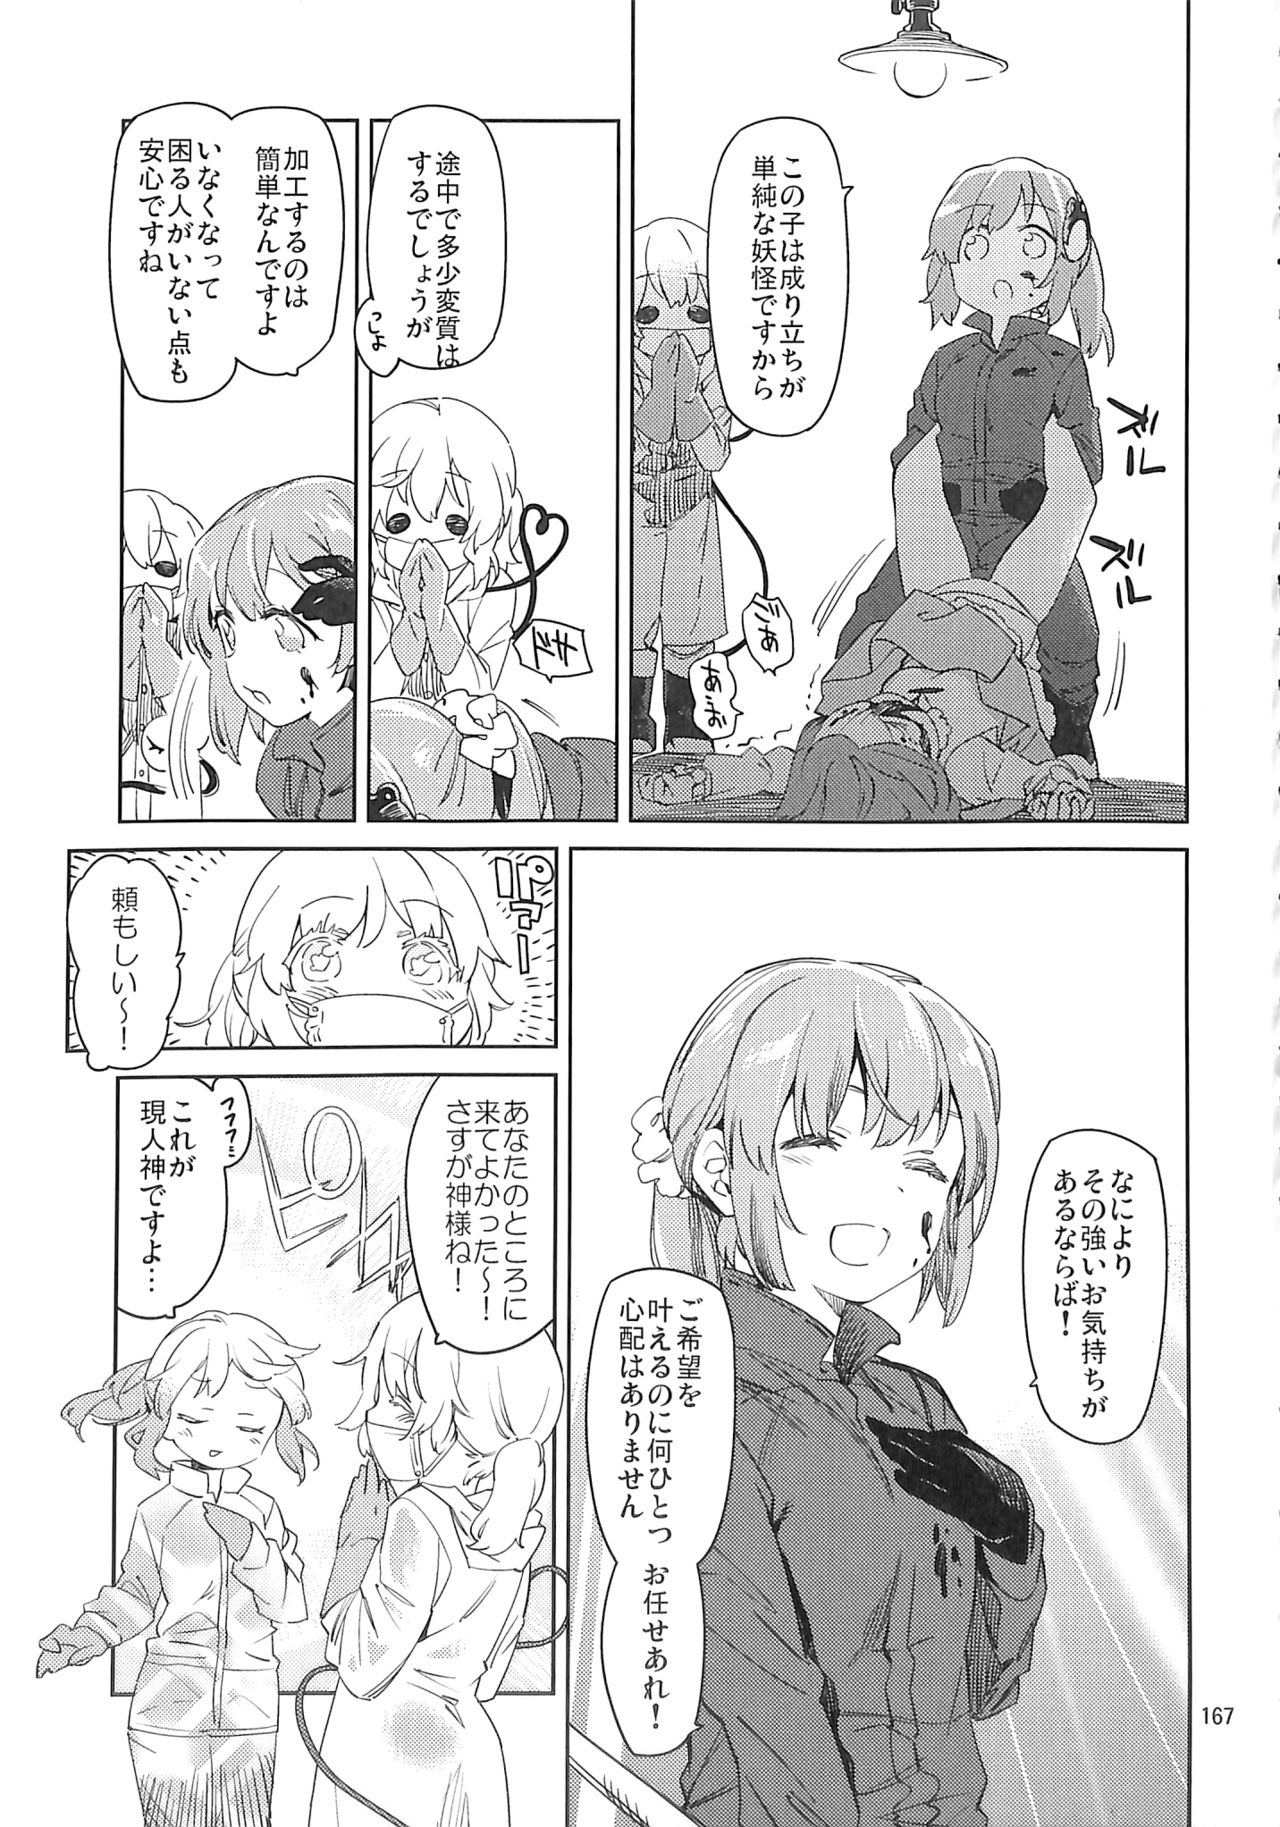 この子は成り立ちが
単純な妖怪ですから
ズル
ズル
ごぁ
途中で多少変質は
するでしょうが
加工するのは
簡単なんですよ
いなくなって
困る人がいない点も
安心ですね
なにより
その強いお気持ちが
あるならば！
ご希望を
叶えるのに何ひとつ
心配はありません
お任せあれ！
パァー
頼もしい～！
あなたのところに
来てよかった～！
さすが神様ね！
フフフ…
これが
現人神ですよ…
167